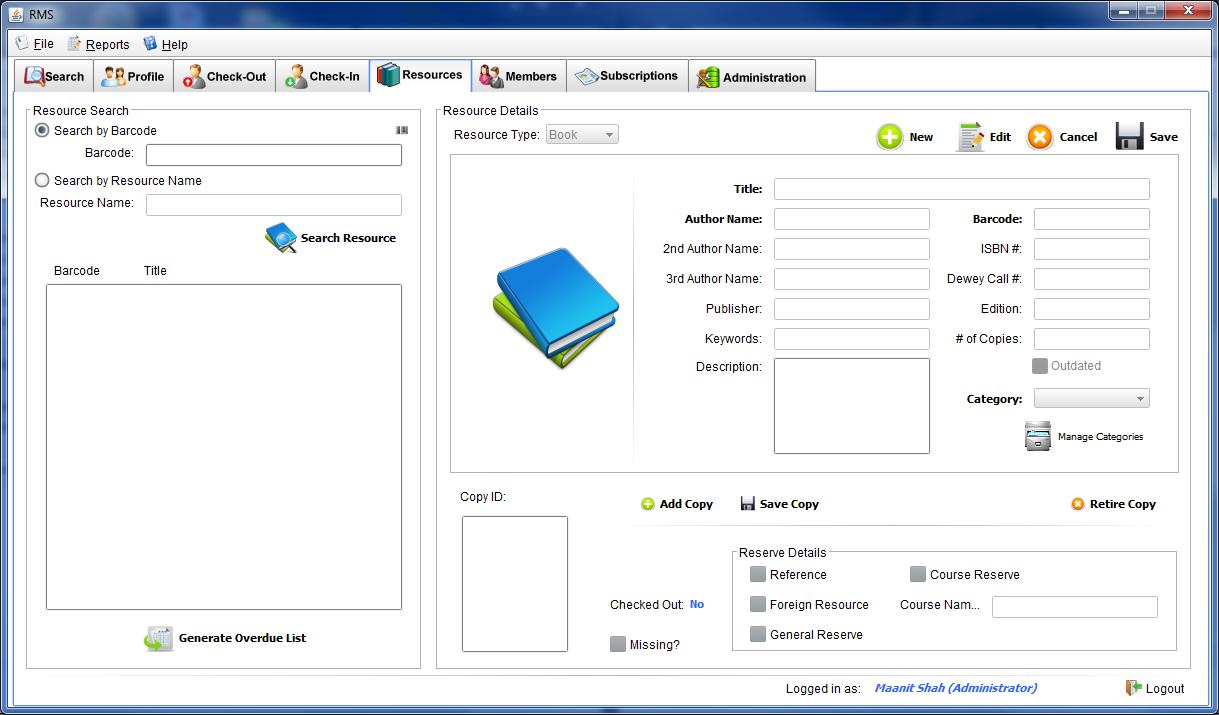 RMS
File Reports Help
Search Profile Check-Out Check-In Resources Members Subscriptions Administration
Resource Search
Search by Barcode
Barcode:
Search by Resource Name
Resource Name:
Search Resource
Barcode Title
Generate Overdue List
Resource Details
Resource Type: Book
New Edit Cancel Save
Title:
Author Name: Barcode:
2nd Author Name: ISBN #:
3rd Author Name: Dewey Call #:
Publisher: Edition:
Keywords: # of Copies:
Description: Outdated
Category:
Manage Categories
Copy ID:
Add Copy Save Copy Retire Copy
Reserve Details
Reference Course Reserve
Checked Out: No Foreign Resource Course Nam...
Missing? General Reserve
Logged in as: Maanit Shah (Administrator) Logout